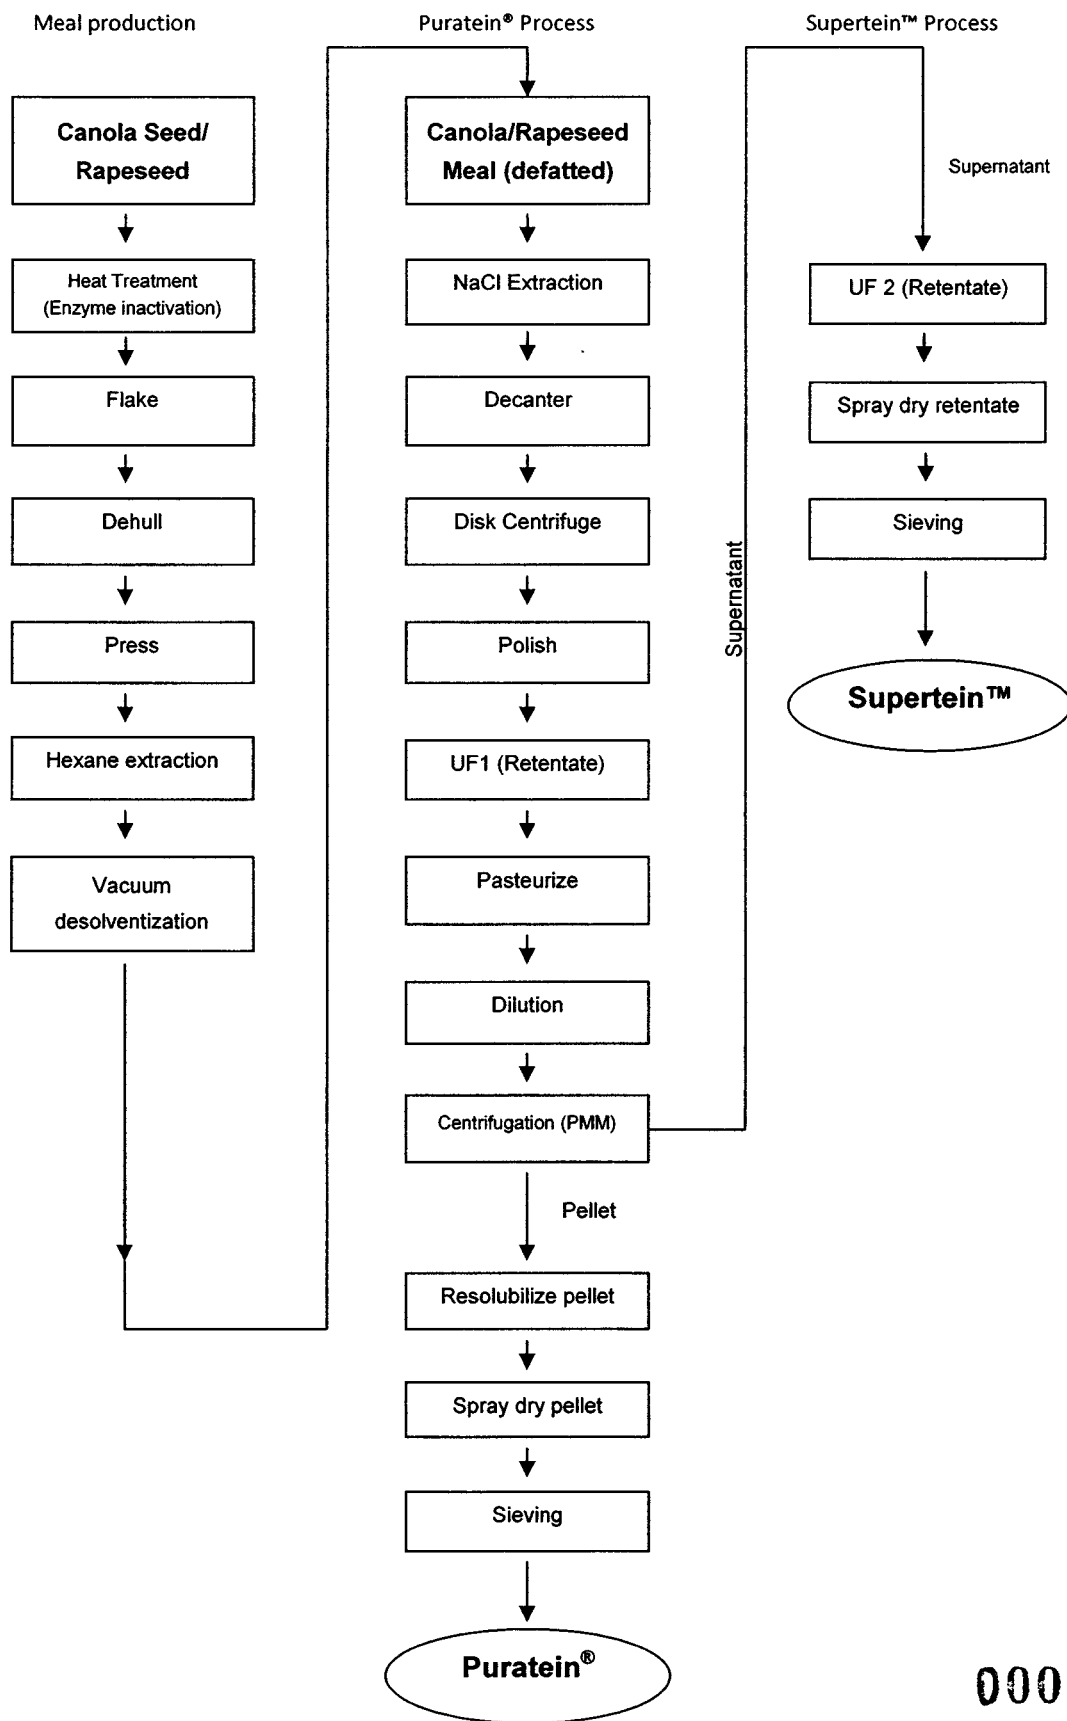 Meal production
Canola Seed/
Rapeseed
Heat Treatment
(Enzyme inactivation)
Flake
Dehull
Press
Hexane extraction
Vacuum
desolventization
Puratein® Process
Canola/Rapeseed
Meal (defatted)
NaCl Extraction
Decanter
Disk Centrifuge
Polish
UF1 (Retentate)
Pasteurize
Dilution
Centrifugation (PMM)
Pellet
Resolubilize pellet
Spray dry pellet
Sieving
Puratein®
Supernatant
Supertein™ Process
Supernatant
UF 2 (Retentate)
Spray dry retentate
Sieving
Supertein™
000